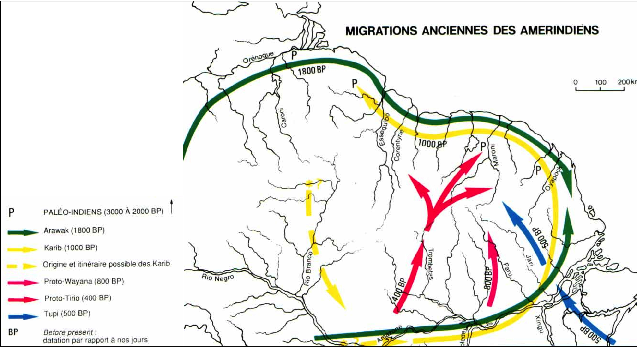 MIGRATIONS ANCIENNES DES AMERINDIENS
0 100 200km
Orénoque
P
1800 BP
P
Caroni
Essequibo
Corentyne
1000 BP
Maroni
P
P
Oyapock
P PALÉO-INDIENS (3000 À 2000 BP)
Arawak (1800 BP)
Karib (1000 BP)
Origine et itinéraire possible des Karib
Proto-Wayana (800 BP)
Proto-Tirio (400 BP)
Tupi (500 BP)
BP Before présent :
datation par rapport à nos jours
Rio Negro
Rio Branco
Trombetas
400 BP
Paru
800 BP
Jari
500 BP
Xingu
500 BP